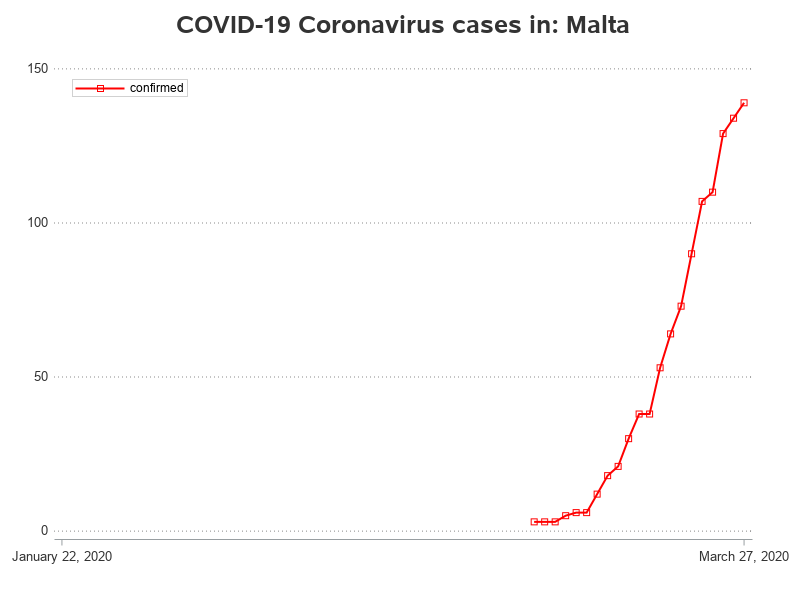 COVID-19 Coronavirus cases in: Malta
150
confirmed
100
50
0
January 22, 2020
March 27, 2020